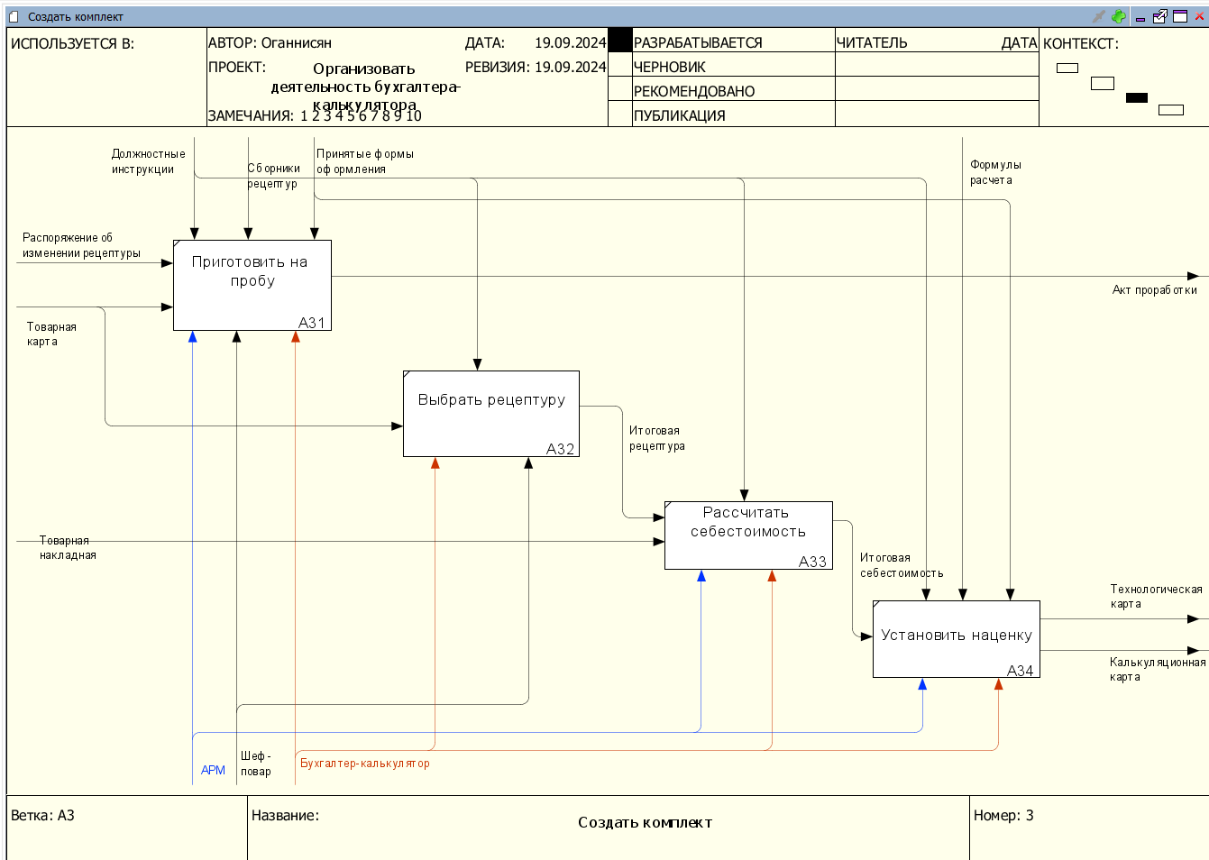 Создать комплект
ИСПОЛЬЗУЕТСЯ В:
АВТОР: Оганнисян
ДАТА: 19.09.2024
ПРОЕКТ: Организовать
деятельность бухгалтера-
калькулятора
РЕВИЗИЯ: 19.09.2024
ЗАМЕЧАНИЯ: 1 2 3 4 5 6 7 8 9 10
РАЗРАБАТЫВАЕТСЯ
ЧЕРНОВИК
РЕКОМЕНДОВАНО
ПУБЛИКАЦИЯ
ЧИТАТЕЛЬ
ДАТА
КОНТЕКСТ:
Должностные
инструкции
Сборники
рецептур
Принятые формы
оформления
Формулы
расчета
Распоряжение об
изменении рецептуры
Приготовить на
пробу
A31
Акт проработки
Товарная
карта
Выбрать рецептуру
A32
Итоговая
рецептура
Рассчитать
себестоимость
A33
Товарная
накладная
Итоговая
себестоимость
Технологическая
карта
Установить наценку
A34
Калькуляционная
карта
АРМ
Шеф-
повар
Бухгалтер-калькулятор
Ветка: A3
Название:
Создать комплект
Номер: 3